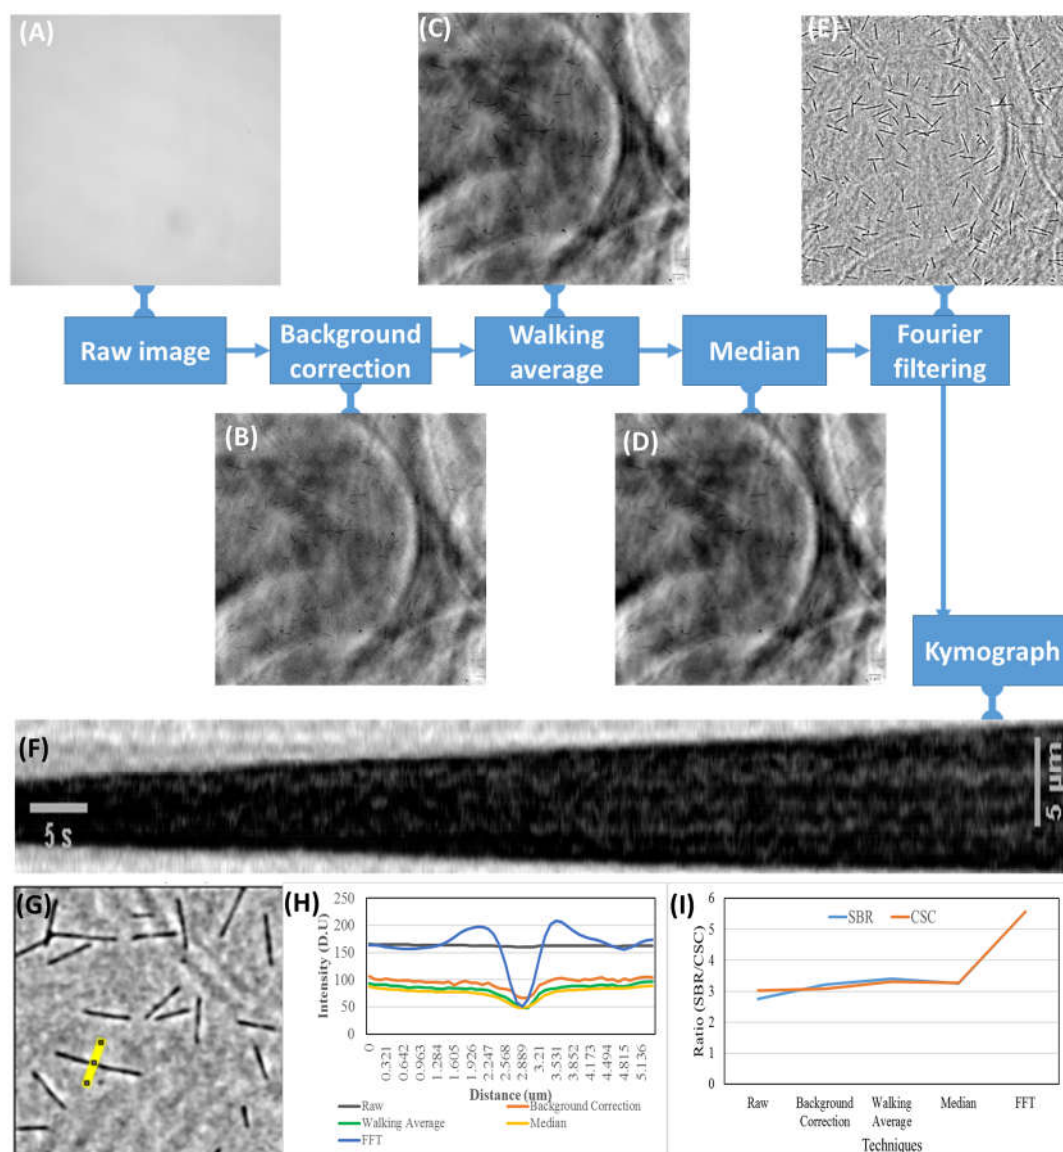 (A)
(C)
(E)
Raw image
Background
correction
Walking
average
Median
Fourier
filtering
(B)
(D)
Kymograph
(F)
5 s
5 μm
(G)
(H)
Intensity (D.U)
250
200
150
100
50
0
0
0.321
0.642
0.963
1.284
1.605
1.926
2.247
2.568
2.889
3.21
3.531
3.852
4.173
4.494
4.815
5.136
Distance (um)
Raw
Background Correction
Walking Average
Median
FFT
(I)
SBR
CSC
Ratio (SBR/CSC)
6
5
4
3
2
1
0
Raw
Background
Correction
Walking
Average
Median
FFT
Techniques